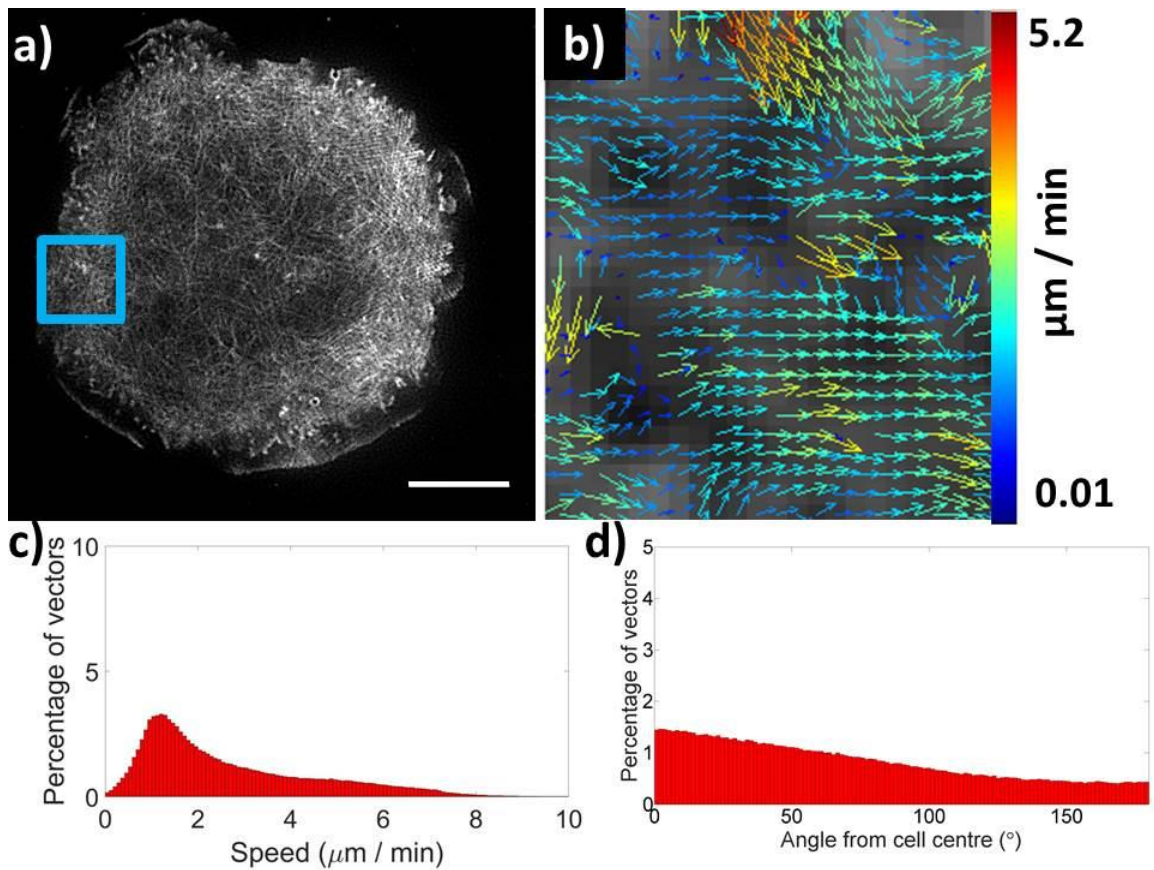 a)
b)
5.2
μm / min
0.01
c)
Percentage of vectors
10
5
0
0 2 4 6 8 10
Speed (μm / min)
d)
Percentage of vectors
5
4
3
2
1
0
0 50 100 150
Angle from cell centre (°)